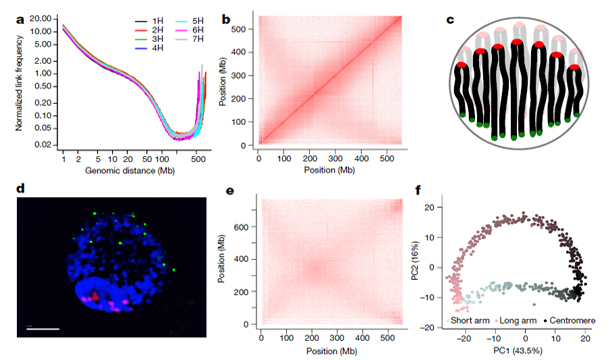 a
20.00
10.00
5.00
2.00
1.00
0.50
0.20
0.10
0.05
0.02
Normalized link frequency
1 2 5 10 20 50 100 500
Genomic distance (Mb)
1H 5H
2H 6H
3H 7H
4H
b
500
400
300
200
100
0
Position (Mb)
0 100 200 300 400 500
Position (Mb)
c
d
e
600
400
200
0
Position (Mb)
0 100 200 300 400 500
Position (Mb)
f
20
10
0
−10
−20
PC2 (16%)
Short arm Long arm Centromere
−20 −10 0 10 20
PC1 (43.5%)